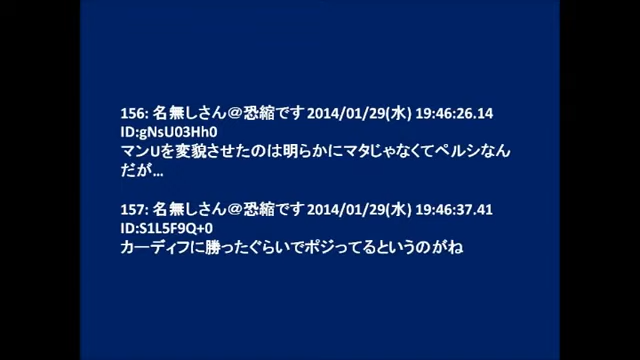 156: 名無しさん＠恐縮です 2014/01/29(水) 19:46:26.14
ID:gNsU03Hh0
マンUを変貌させたのは明らかにマタじゃなくてペルシなん
だが…
157: 名無しさん＠恐縮です 2014/01/29(水) 19:46:37.41
ID:S1L5F9Q+0
カーディフに勝ったぐらいでポジってるというのがね